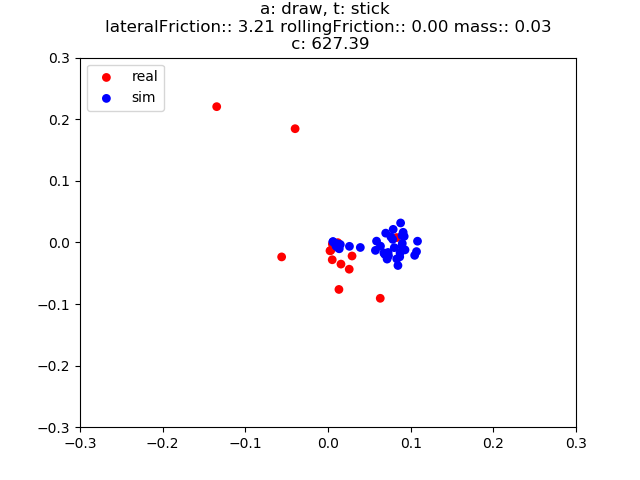 a: draw, t: stick
lateralFriction:: 3.21 rollingFriction:: 0.00 mass:: 0.03
c: 627.39
real
sim
0.3
0.2
0.1
0.0
−0.1
−0.2
−0.3
−0.3
−0.2
−0.1
0.0
0.1
0.2
0.3